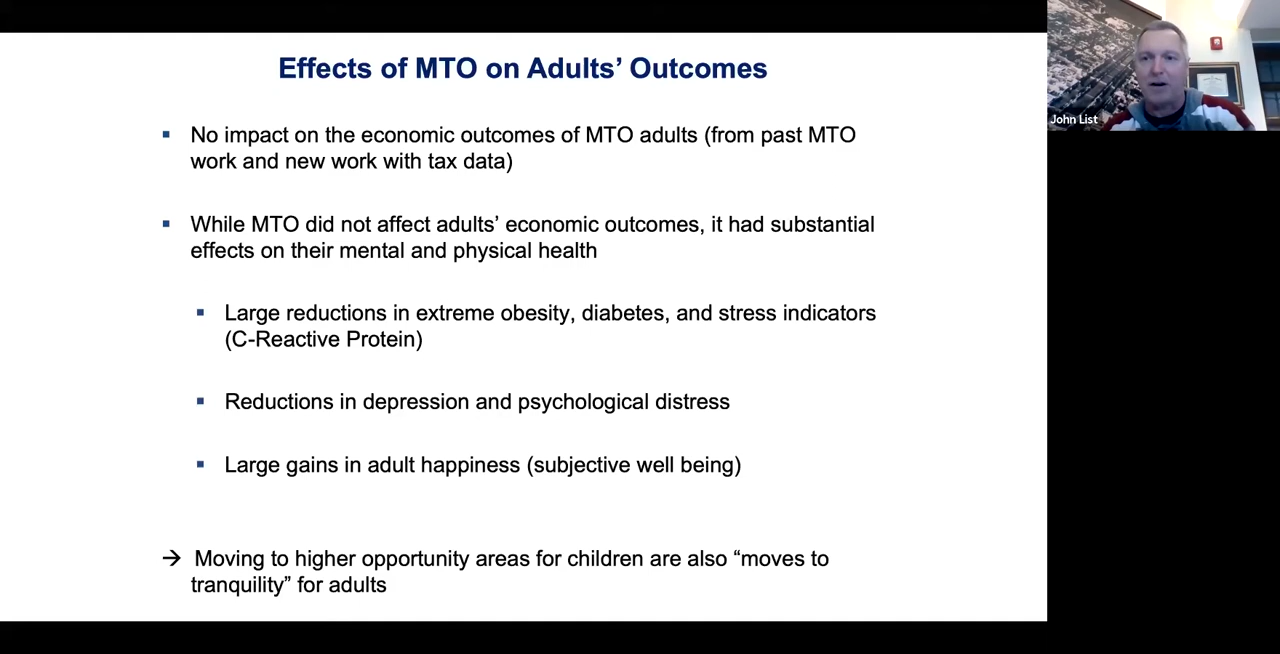 Effects of MTO on Adults’ Outcomes
▪ No impact on the economic outcomes of MTO adults (from past MTO
work and new work with tax data)
▪ While MTO did not affect adults’ economic outcomes, it had substantial
effects on their mental and physical health
▪ Large reductions in extreme obesity, diabetes, and stress indicators
(C-Reactive Protein)
▪ Reductions in depression and psychological distress
▪ Large gains in adult happiness (subjective well being)
→ Moving to higher opportunity areas for children are also “moves to
tranquility” for adults
John List